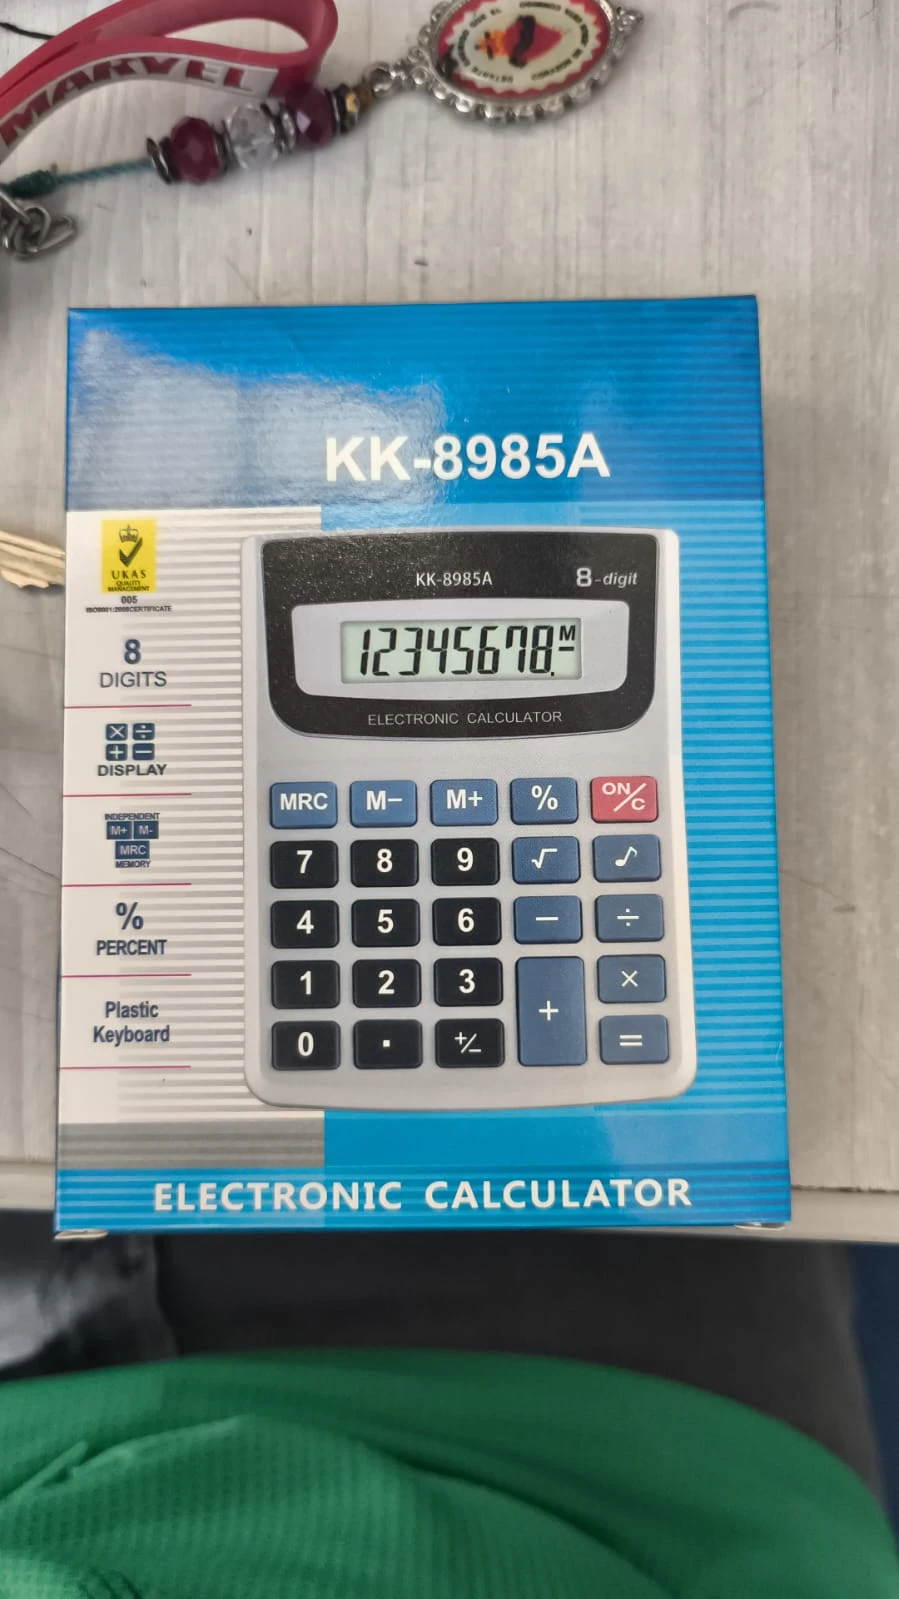 MARVEL
KK-8985A
UKAS
QUALITY
MANAGEMENT
005
8
DIGITS
DISPLAY
INDEPENDENT
M+ M-
MRC
MEMORY
%
PERCENT
Plastic
Keyboard
KK-8985A 8-digit
12345678. M-
ELECTRONIC CALCULATOR
MRC M− M+ % ON/C
7 8 9 √ ♪
4 5 6 − ÷
1 2 3 + ×
0 . +/− =
ELECTRONIC CALCULATOR